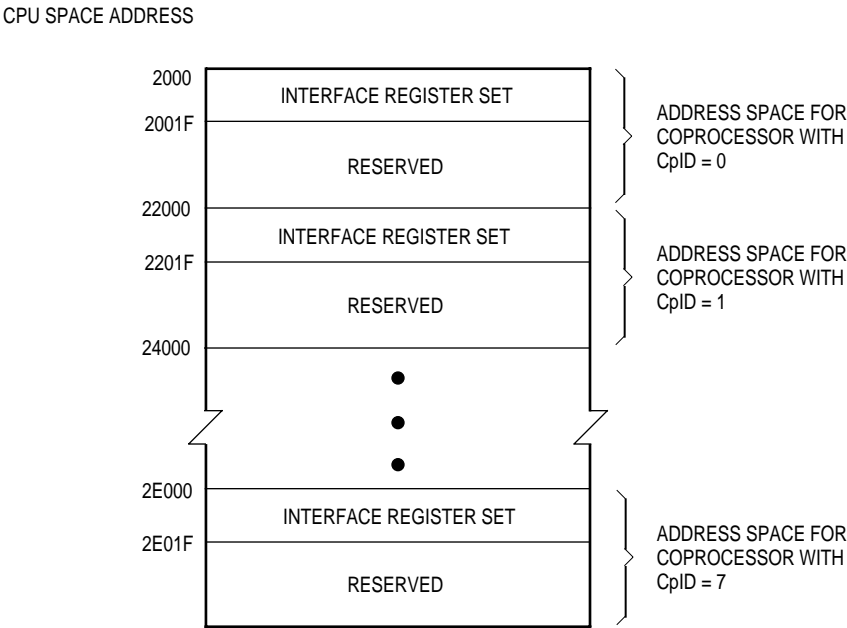 CPU SPACE ADDRESS
2000
INTERFACE REGISTER SET
2001F
RESERVED
ADDRESS SPACE FOR
COPROCESSOR WITH
CpID = 0
22000
INTERFACE REGISTER SET
2201F
RESERVED
ADDRESS SPACE FOR
COPROCESSOR WITH
CpID = 1
24000
2E000
INTERFACE REGISTER SET
2E01F
RESERVED
ADDRESS SPACE FOR
COPROCESSOR WITH
CpID = 7